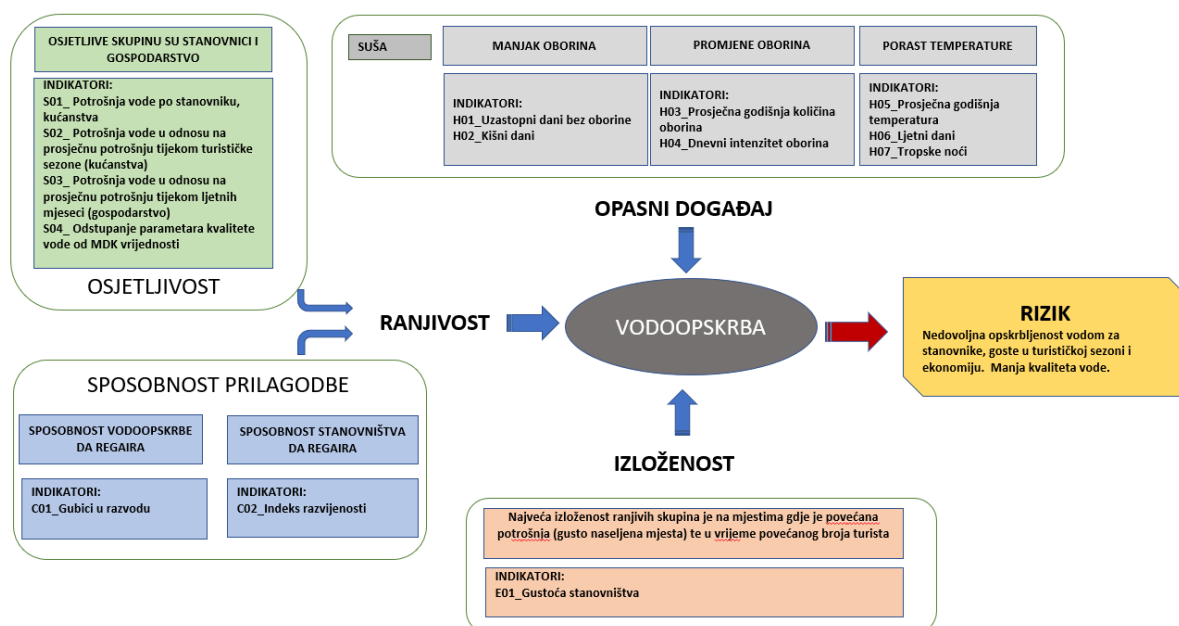 OSJETLJIVE SKUPINU SU STANOVNICI I
GOSPODARSTVO
INDIKATORI:
S01_ Potrošnja vode po stanovniku,
kućanstva
S02_ Potrošnja vode u odnosu na
prosječnu potrošnju tijekom turističke
sezone (kućanstva)
S03_ Potrošnja vode u odnosu na
prosječnu potrošnju tijekom ljetnih
mjeseci (gospodarstvo)
S04_ Odstupanje parametara kvalitete
vode od MDK vrijednosti
OSJETLJIVOST
SUŠA
MANJAK OBORINA
INDIKATORI:
H01_Uzastopni dani bez oborine
H02_Kišni dani
PROMJENE OBORINA
INDIKATORI:
H03_Prosječna godišnja količina
oborina
H04_Dnevni intenzitet oborina
PORAST TEMPERATURE
INDIKATORI:
H05_Prosječna godišnja
temperatura
H06_Ljetni dani
H07_Tropske noći
OPASNI DOGAĐAJ
RANJIVOST
VODOOPSKRBA
RIZIK
Nedovoljna opskrbljenost vodom za
stanovnike, goste u turističkoj sezoni i
ekonomiju.  Manja kvaliteta vode.
SPOSOBNOST PRILAGODBE
SPOSOBNOST VODOOPSKRBE
DA REGAIRA
INDIKATORI:
C01_Gubici u razvodu
SPOSOBNOST STANOVNIŠTVA
DA REGAIRA
INDIKATORI:
C02_Indeks razvijenosti
IZLOŽENOST
Najveća izloženost ranjivih skupina je na mjestima gdje je povećana
potrošnja (gusto naseljena mjesta) te u vrijeme povećanog broja turista
INDIKATORI:
E01_Gustoća stanovništva